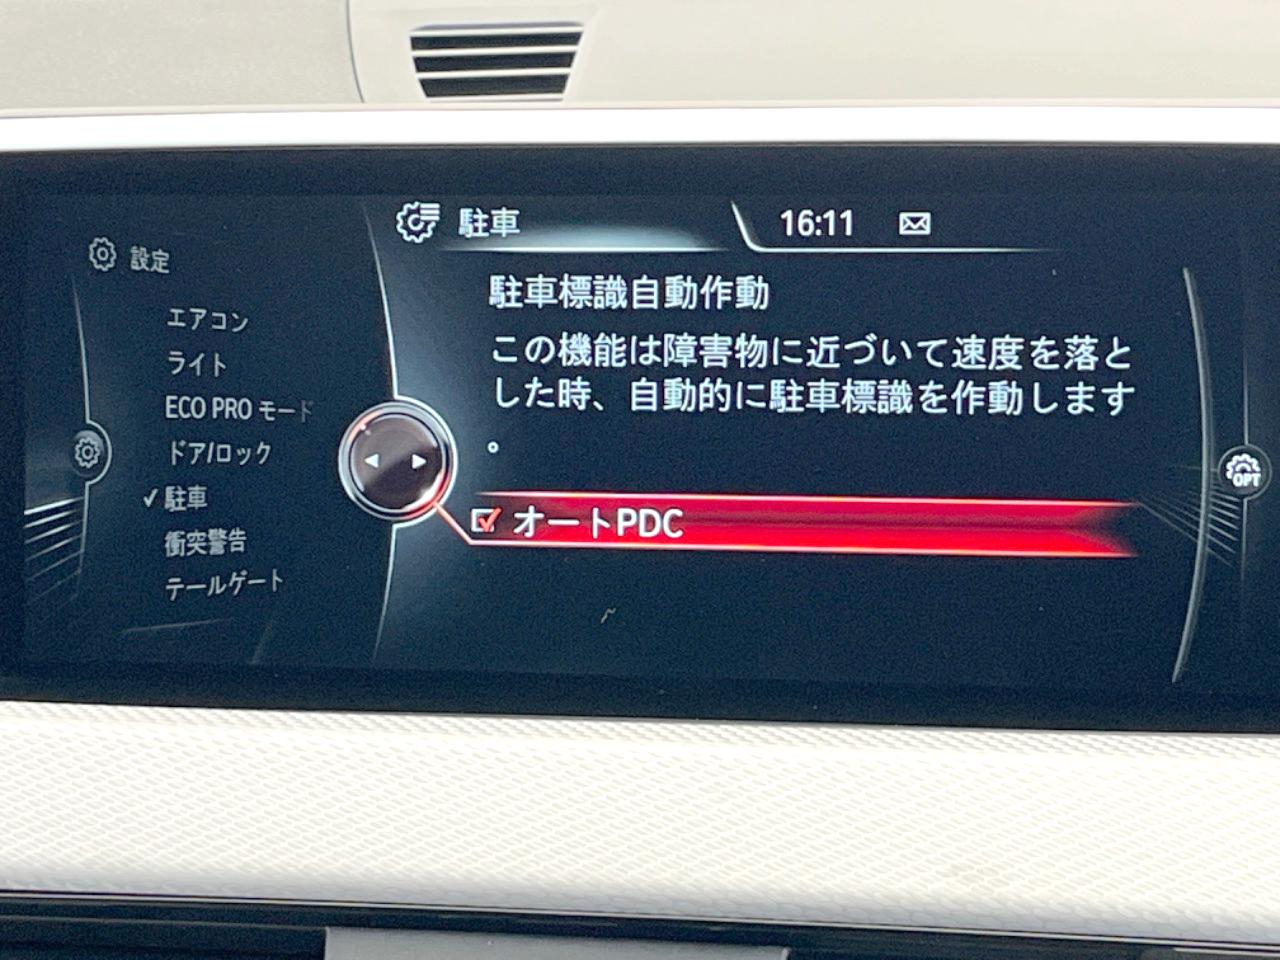 設定
エアコン
ライト
ECO PRO モード
ドア/ロック
駐車
衝突警告
テールゲート
駐車
16:11
駐車標識自動作動
この機能は障害物に近づいて速度を落と
した時、自動的に駐車標識を作動します
。
オートPDC
OPT